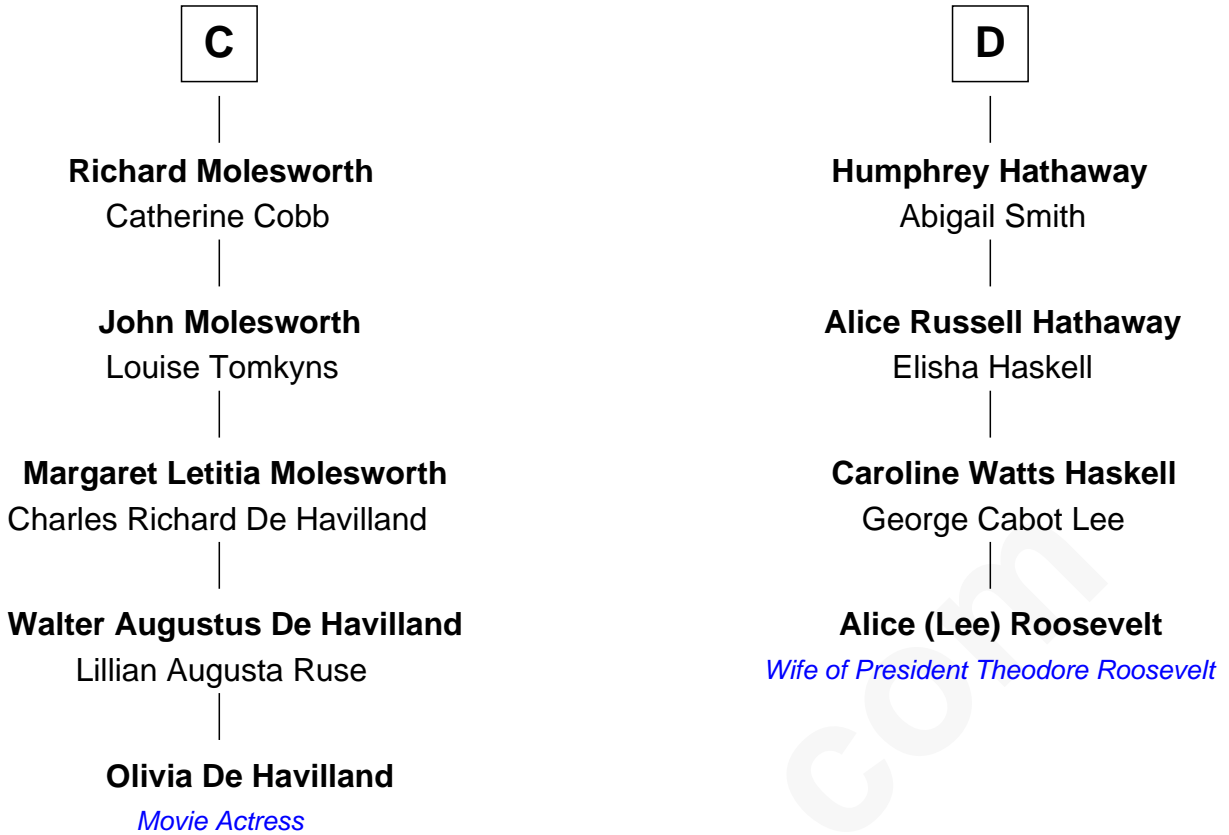 C
Richard Molesworth
Catherine Cobb
John Molesworth
Louise Tomkyns
Margaret Letitia Molesworth
Charles Richard De Havilland
Walter Augustus De Havilland
Lillian Augusta Ruse
Olivia De Havilland
Movie Actress
D
Humphrey Hathaway
Abigail Smith
Alice Russell Hathaway
Elisha Haskell
Caroline Watts Haskell
George Cabot Lee
Alice (Lee) Roosevelt
Wife of President Theodore Roosevelt
com